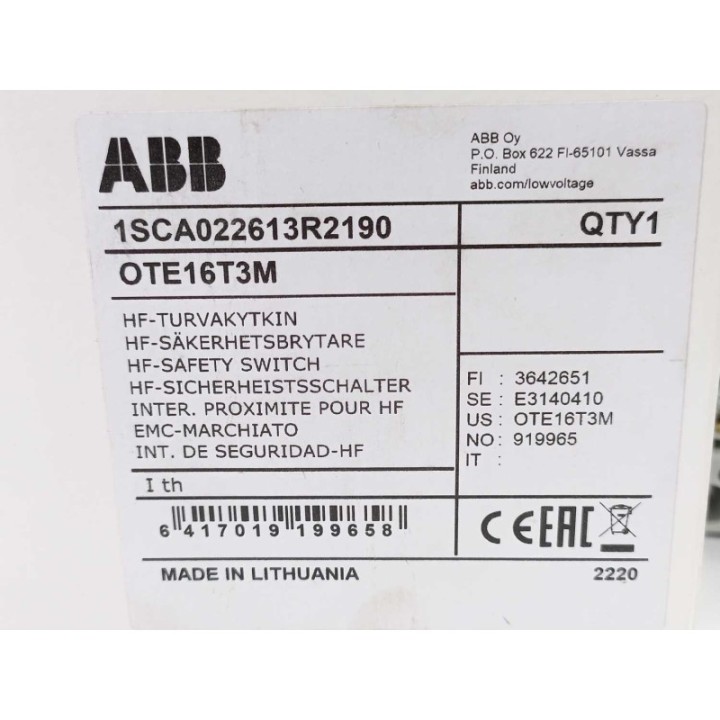 ABB
ABB Oy
P.O. Box 622 FI-65101 Vassa
Finland
abb.com/lowvoltage
1SCA022613R2190
QTY1
OTE16T3M
HF-TURVAKYTKIN
HF-SÄKERHETSBRYTARE
HF-SAFETY SWITCH
HF-SICHERHEISTSSCHALTER
INTER. PROXIMITE POUR HF
EMC-MARCHIATO
INT. DE SEGURIDAD-HF
FI : 3642651
SE : E3140410
US : OTE16T3M
NO : 919965
IT :
I th
6 417019 199658
CE EAC
MADE IN LITHUANIA
2220